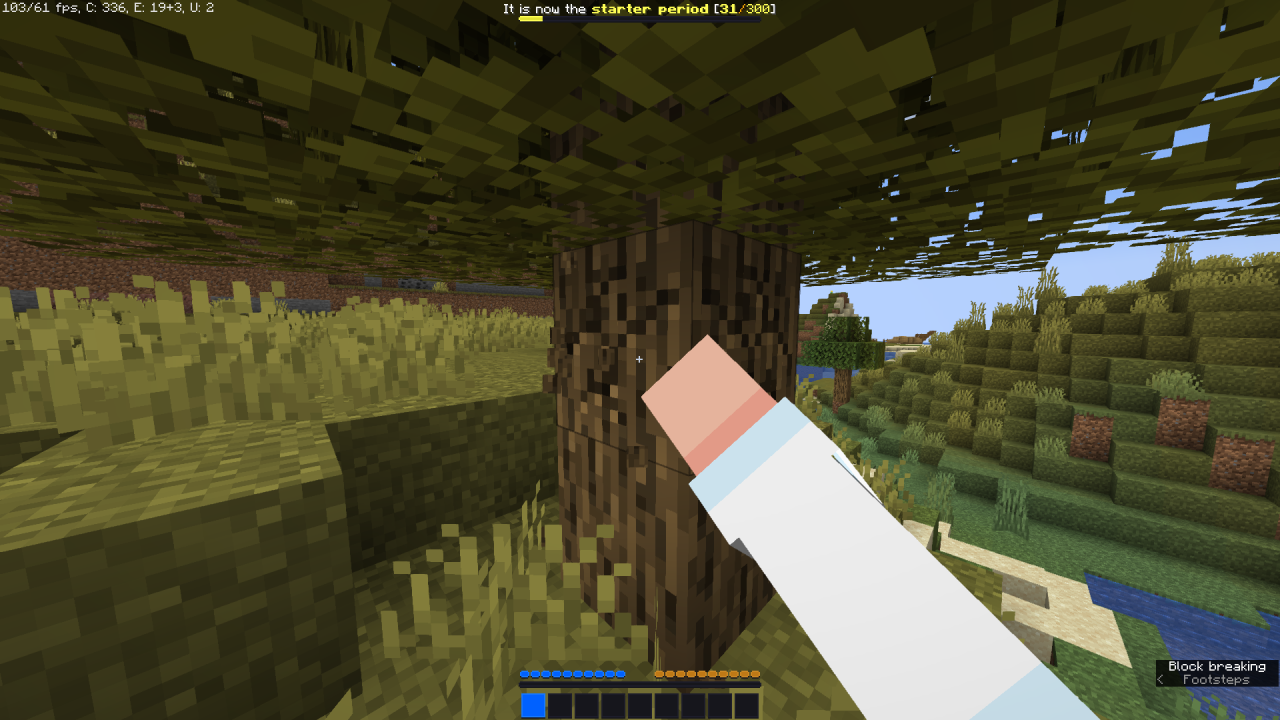 103/61 fps, C: 336, E: 19+3, U: 2
It is now the starter period [31/300]
Block breaking
< Footsteps